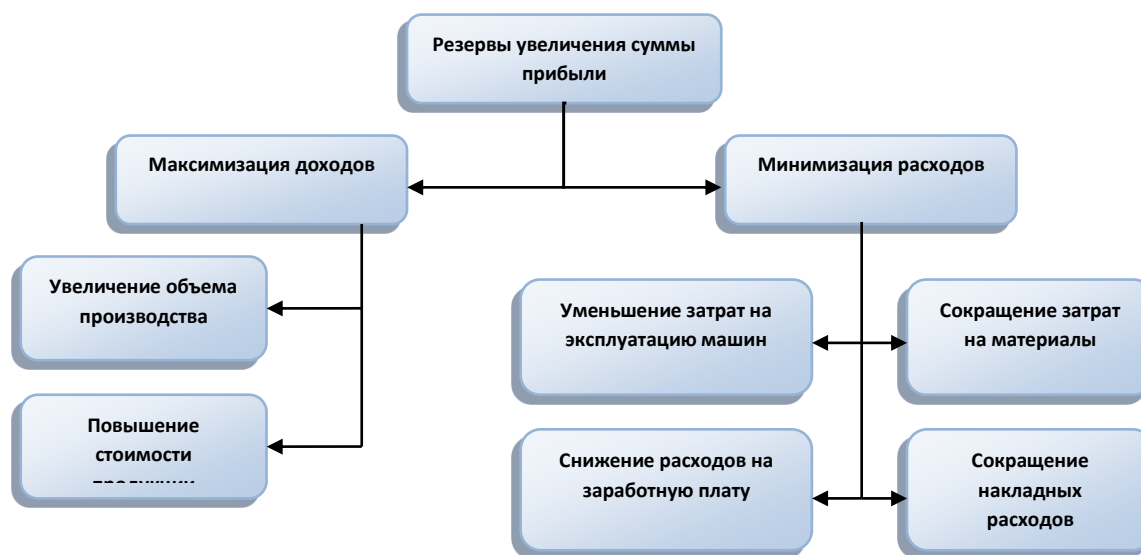 Резервы увеличения суммы
прибыли
Максимизация доходов
Минимизация расходов
Увеличение объема
производства
Уменьшение затрат на
эксплуатацию машин
Сокращение затрат
на материалы
Повышение
стоимости
продукции
Снижение расходов на
заработную плату
Сокращение
накладных
расходов